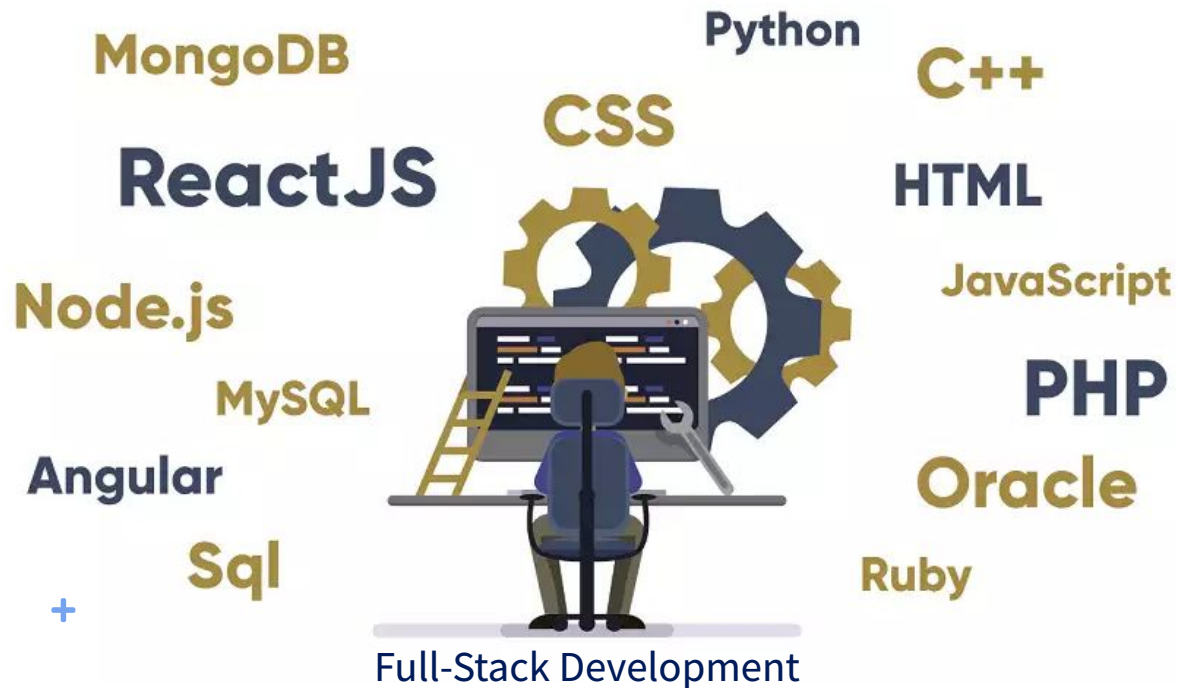 MongoDB
Python
C++
CSS
ReactJS
HTML
JavaScript
Node.js
PHP
MySQL
Angular
Oracle
Sql
Ruby
+
Full-Stack Development